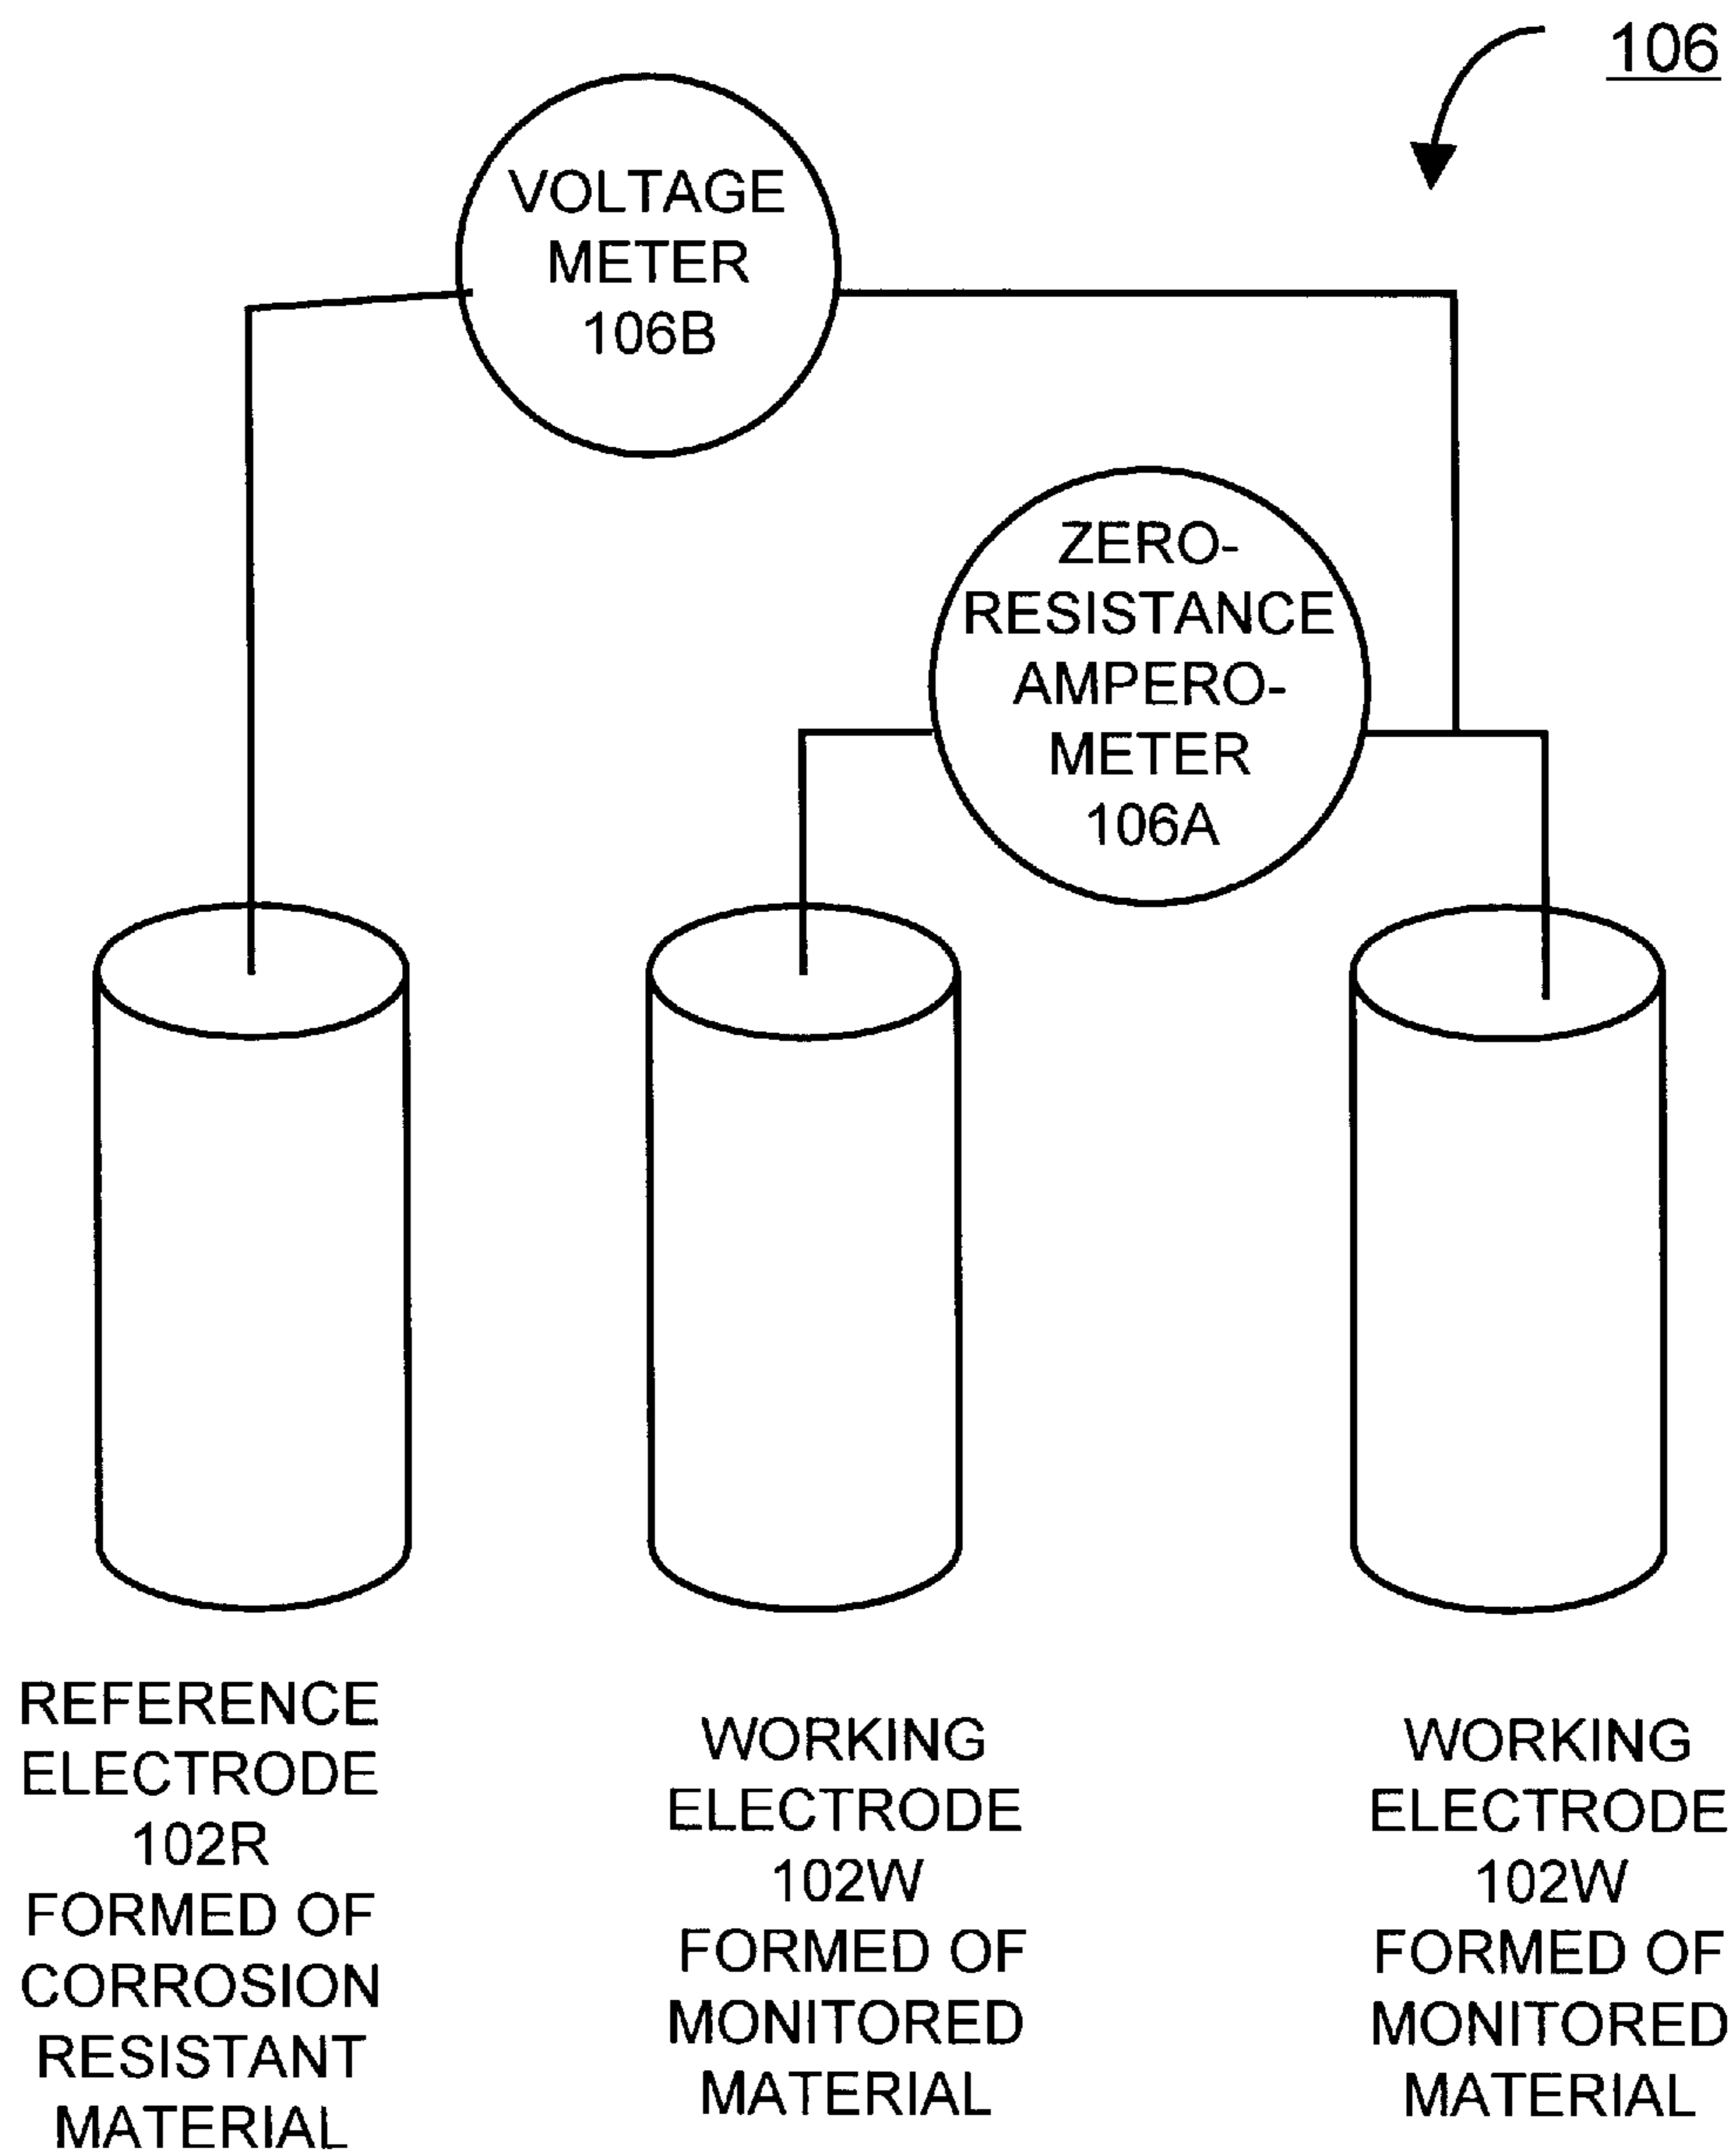 106
VOLTAGE
METER
106B
ZERO-
RESISTANCE
AMPERO-
METER
106A
REFERENCE
ELECTRODE
102R
FORMED OF
CORROSION
RESISTANT
MATERIAL
WORKING
ELECTRODE
102W
FORMED OF
MONITORED
MATERIAL
WORKING
ELECTRODE
102W
FORMED OF
MONITORED
MATERIAL